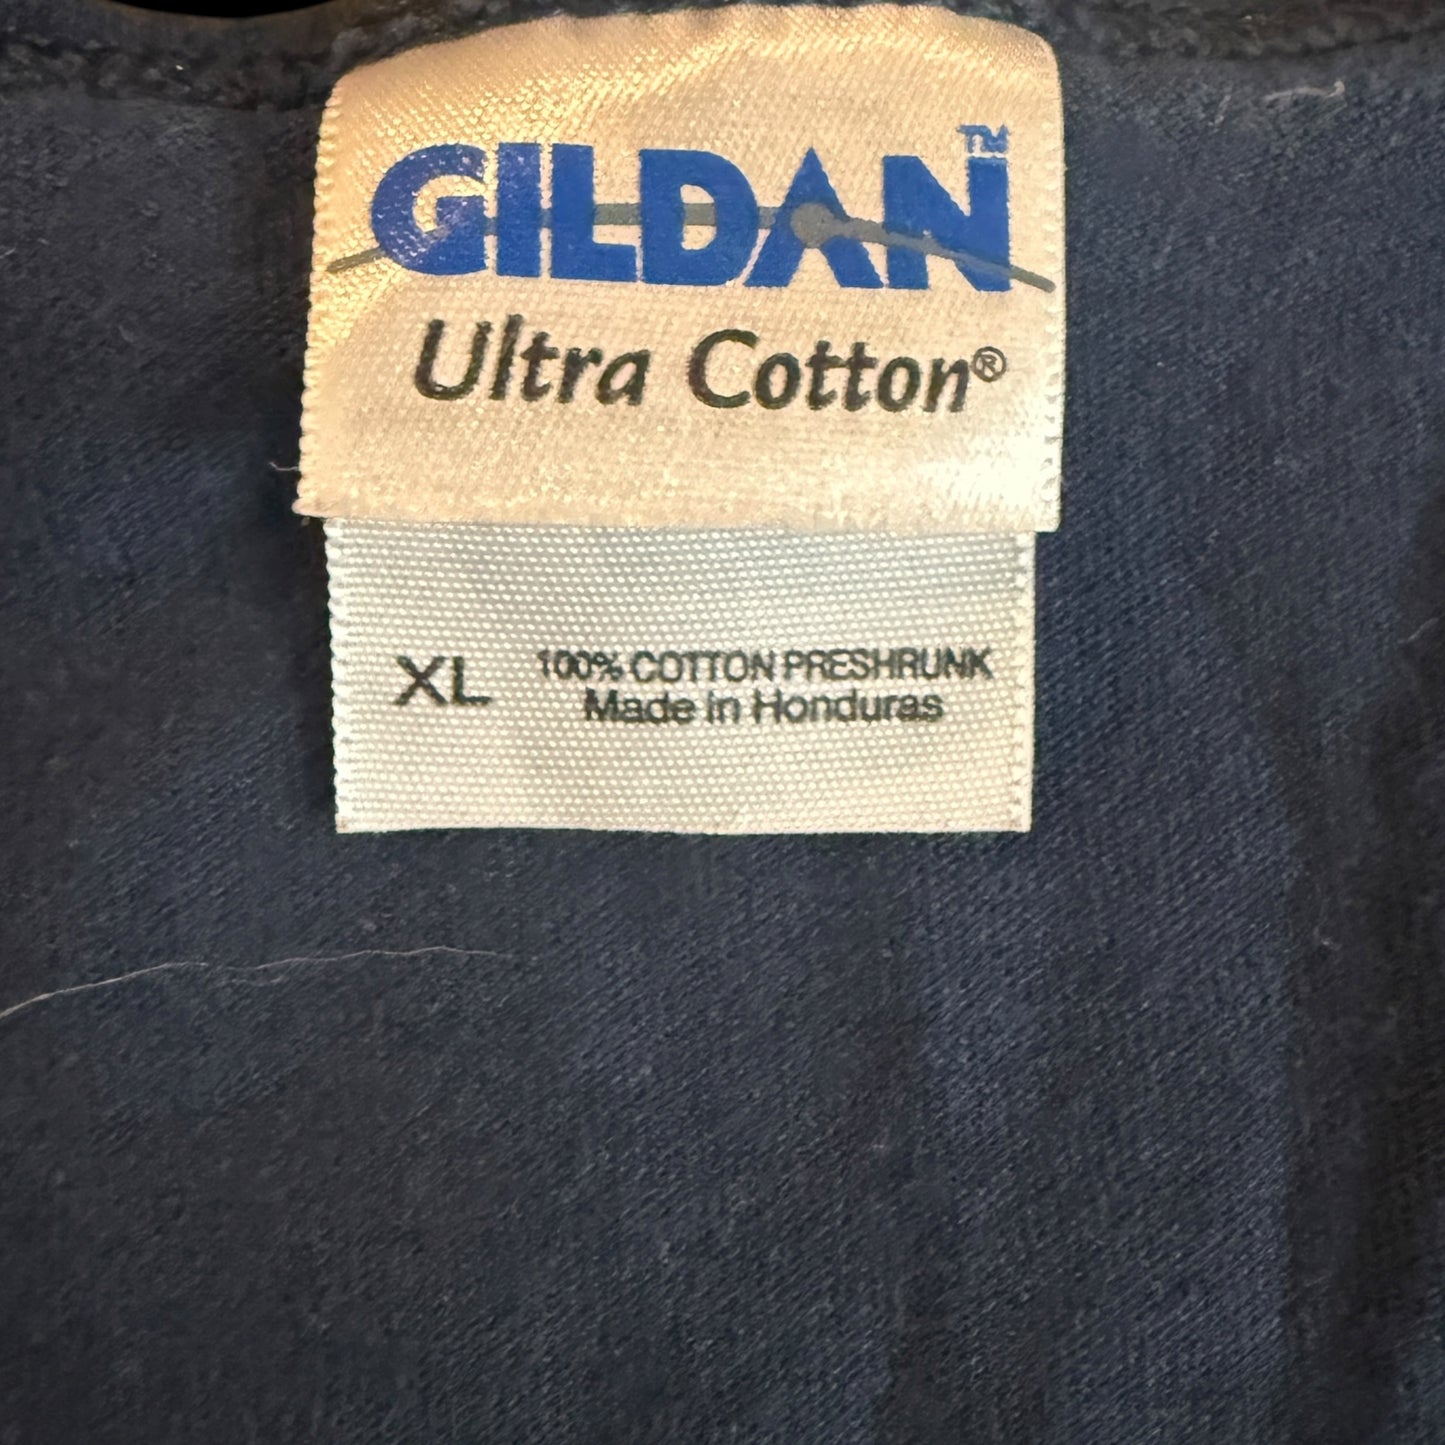 GILDAN™
Ultra Cotton®
XL 100% COTTON PRESHRUNK
Made in Honduras